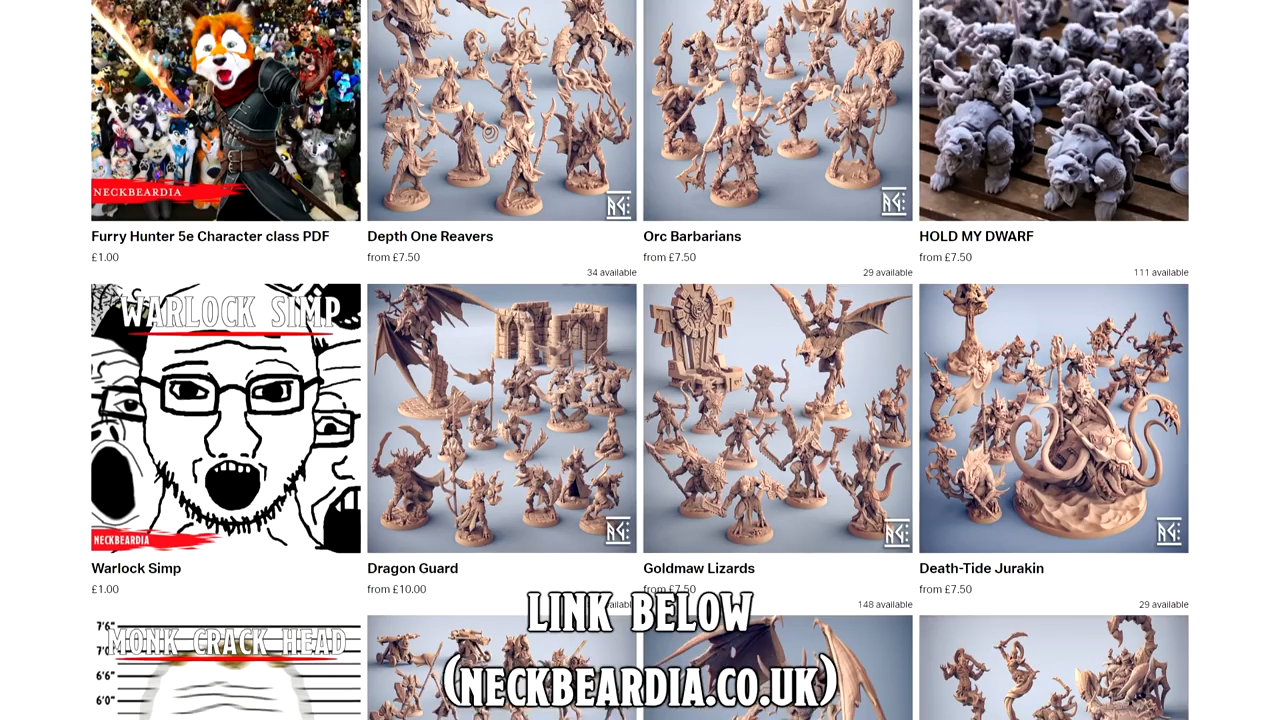 NECKBEARDIA
Furry Hunter 5e Character class PDF
£1.00
Depth One Reavers
from £7.50
34 available
Orc Barbarians
from £7.50
29 available
HOLD MY DWARF
from £7.50
111 available
WARLOCK SIMP
NECKBEARDIA
Warlock Simp
£1.00
Dragon Guard
from £10.00
Goldmaw Lizards
from £7.50
148 available
Death-Tide Jurakin
from £7.50
29 available
LINK BELOW
(NECKBEARDIA.CO.UK)
7'6"
MONK CRACK HEAD
6'6"
6'0"